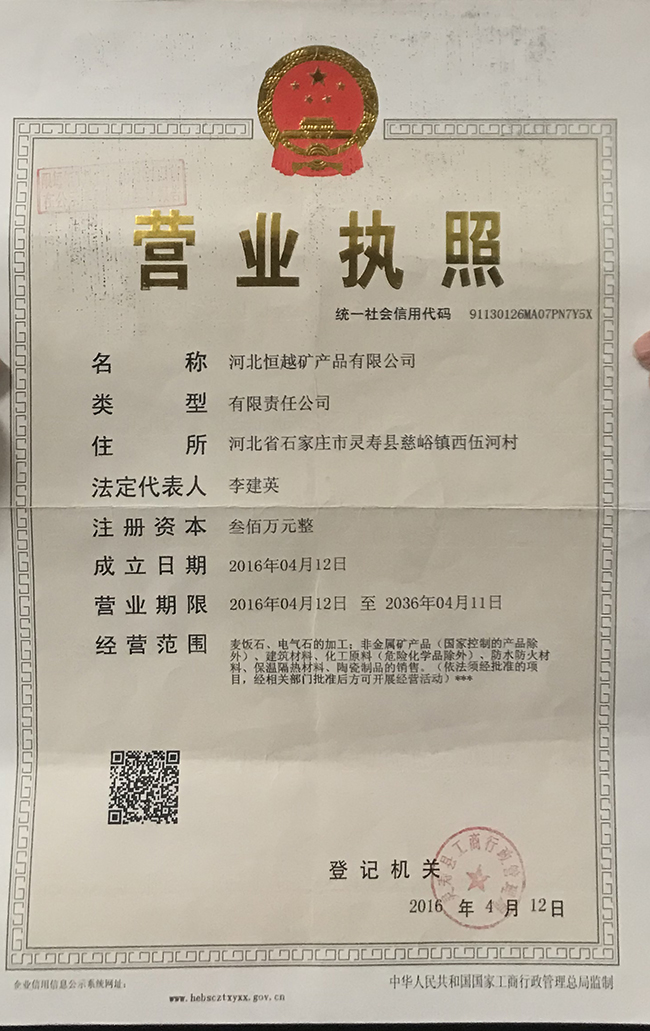 营业执照
统一社会信用代码 91130126MA07PN7Y5X
名称 河北恒越矿产品有限公司
类型 有限责任公司
住所 河北省石家庄市灵寿县慈峪镇西伍河村
法定代表人 李建英
注册资本 叁佰万元整
成立日期 2016年04月12日
营业期限 2016年04月12日 至 2036年04月11日
经营范围 麦饭石、电气石的加工；非金属矿产品（国家控制的产品除
外）、建筑材料、化工原料（危险化学品除外）、防水防火材
料、保温隔热材料、陶瓷制品的销售。（依法须经批准的项
目，经相关部门批准后方可开展经营活动）***
登记机关
灵寿县工商行政管理局
2016 年 4 月 12 日
企业信用信息公示系统网址：
www.hebscztxyxx.gov.cn
中华人民共和国国家工商行政管理总局监制